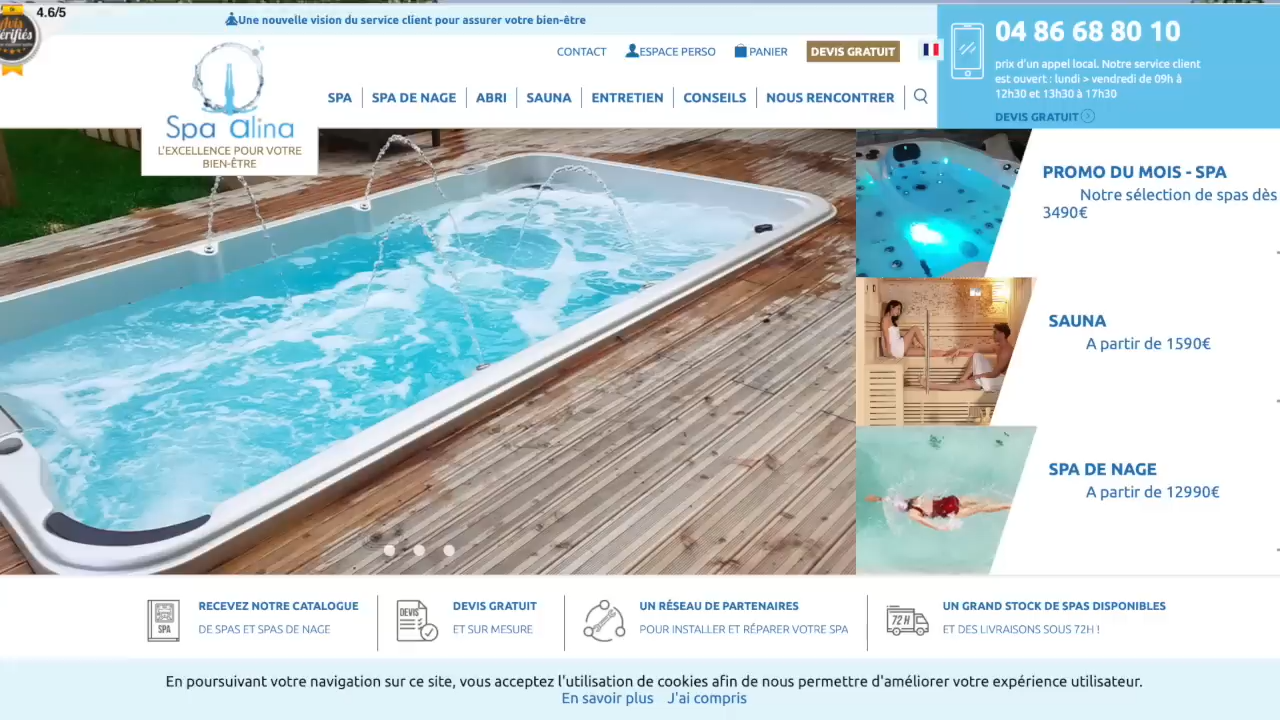 4.6/5
Avis
Vérifiés
Une nouvelle vision du service client pour assurer votre bien-être
CONTACT
ESPACE PERSO
PANIER
DEVIS GRATUIT
04 86 68 80 10
prix d'un appel local. Notre service client
est ouvert : lundi > vendredi de 09h à
12h30 et 13h30 à 17h30
DEVIS GRATUIT
Spa alina
L'EXCELLENCE POUR VOTRE
BIEN-ÊTRE
SPA
SPA DE NAGE
ABRI
SAUNA
ENTRETIEN
CONSEILS
NOUS RENCONTRER
PROMO DU MOIS - SPA
Notre sélection de spas dès
3490€
SAUNA
A partir de 1590€
SPA DE NAGE
A partir de 12990€
SPA
RECEVEZ NOTRE CATALOGUE
DE SPAS ET SPAS DE NAGE
DEVIS
DEVIS GRATUIT
ET SUR MESURE
UN RÉSEAU DE PARTENAIRES
POUR INSTALLER ET RÉPARER VOTRE SPA
72 H
UN GRAND STOCK DE SPAS DISPONIBLES
ET DES LIVRAISONS SOUS 72H !
En poursuivant votre navigation sur ce site, vous acceptez l'utilisation de cookies afin de nous permettre d'améliorer votre expérience utilisateur.
En savoir plus J'ai compris